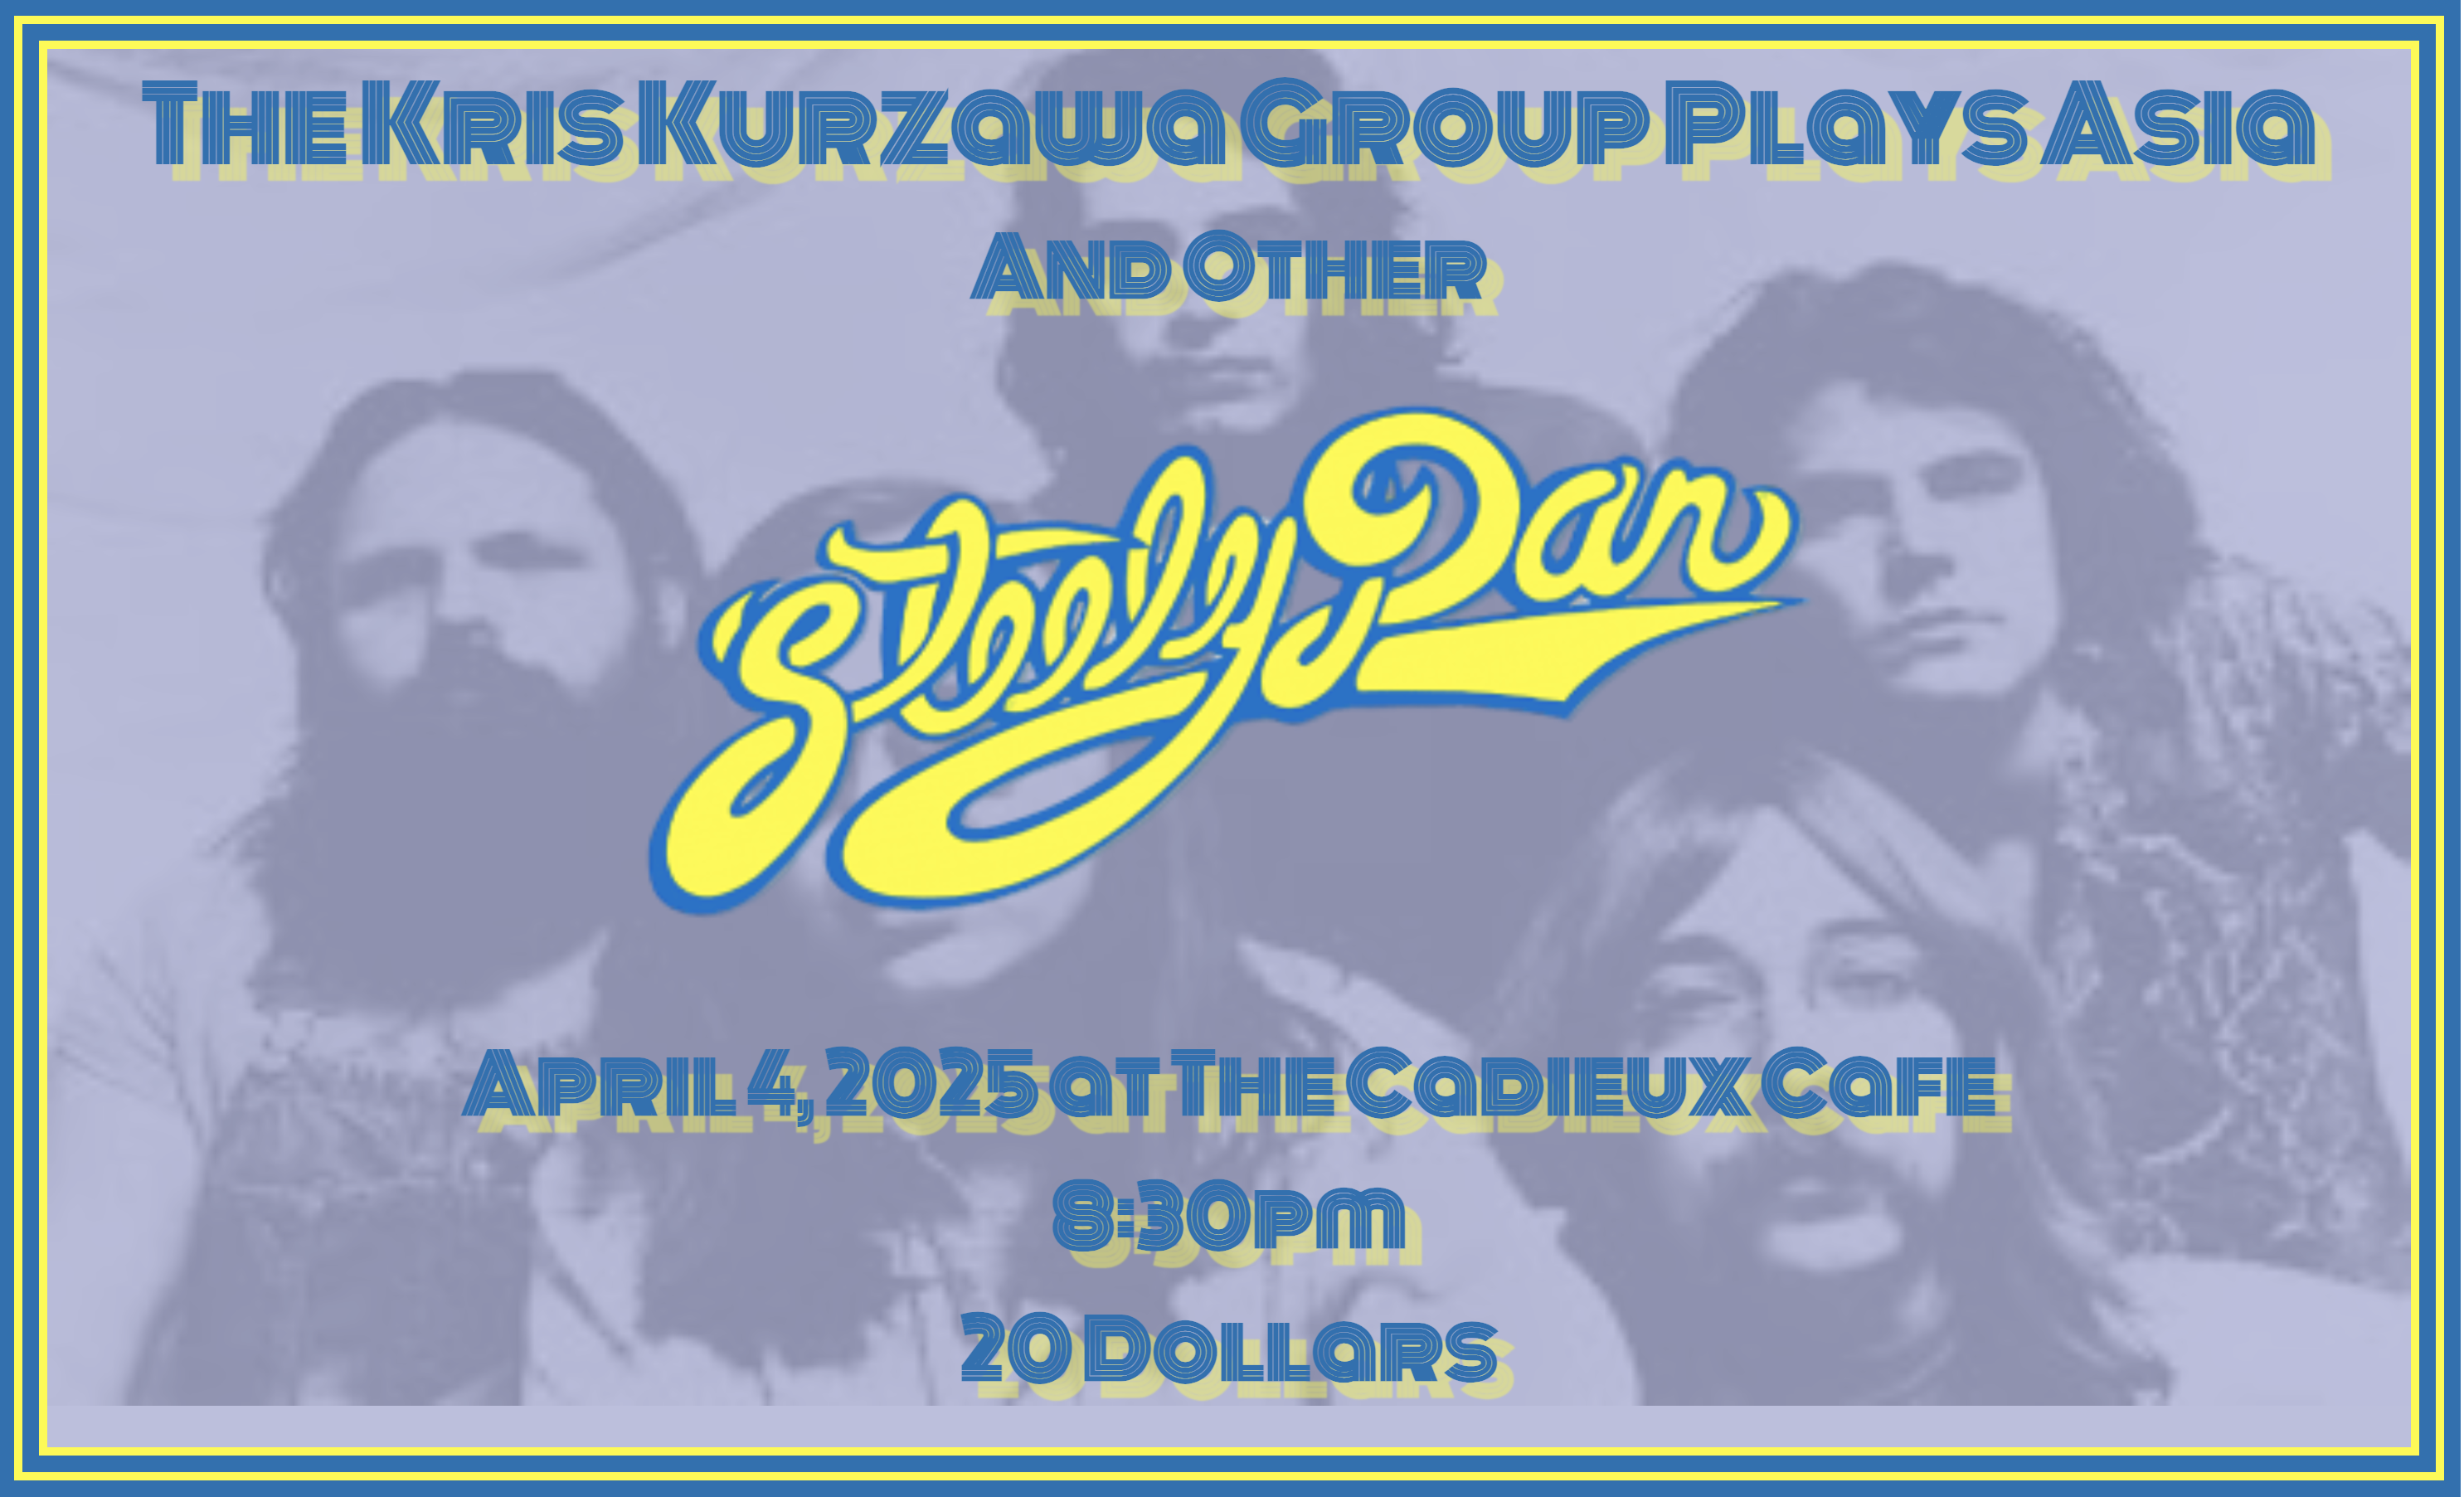 The Kris Kurzawa Group Plays Asia
And Other
Steely Dan
April 4, 2025 at The Cadieux Cafe
8:30pm
20 Dollars